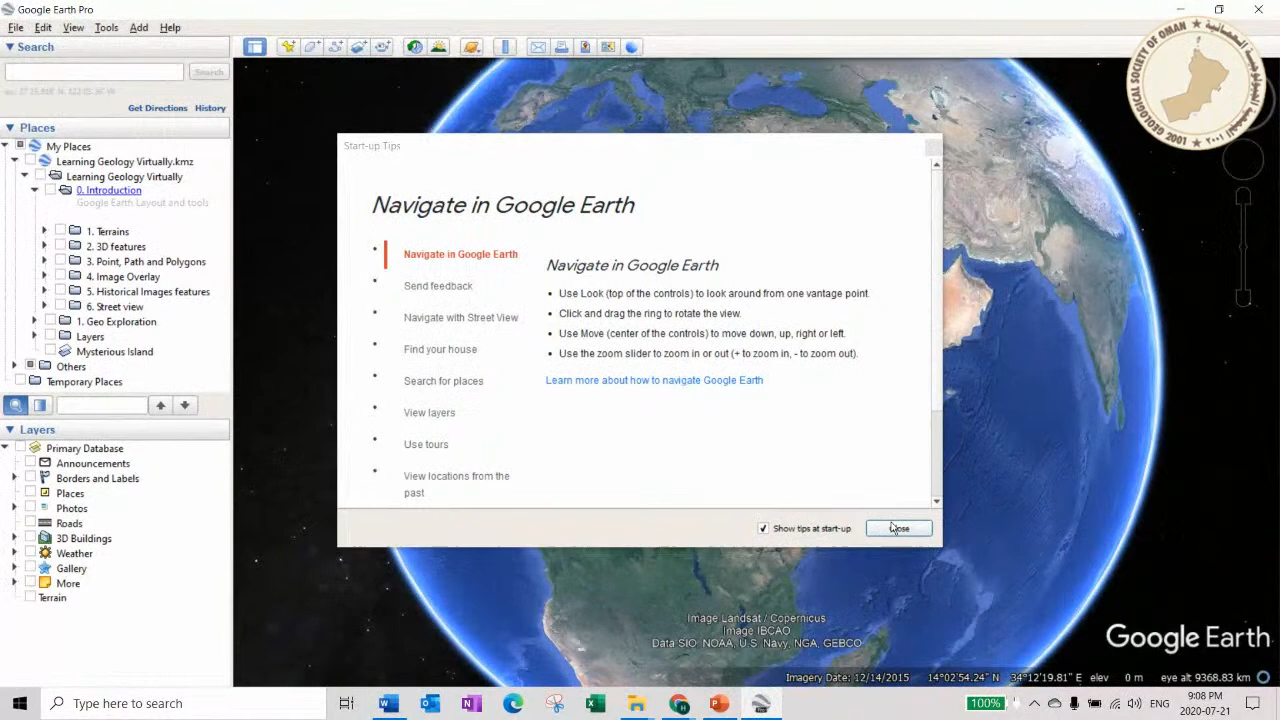 Google Earth Pro
File Edit View Tools Add Help
Search
Search
Get Directions History
Places
My Places
Learning Geology Virtually.kmz
Learning Geology Virtually
0. Introduction
Google Earth Layout and tools
1. Terrains
2. 3D features
3. Point, Path and Polygons
4. Image Overlay
5. Historical Images features
6. Street view
1. Geo Exploration
Layers
Mysterious Island
Others
Temporary Places
Layers
Primary Database
Announcements
Borders and Labels
Places
Photos
Roads
3D Buildings
Weather
Gallery
More
Terrain
Start-up Tips
Navigate in Google Earth
Navigate in Google Earth
Send feedback
Navigate with Street View
Find your house
Search for places
View layers
Use tours
View locations from the
past
Navigate in Google Earth
Use Look (top of the controls) to look around from one vantage point.
Click and drag the ring to rotate the view.
Use Move (center of the controls) to move down, up, right or left.
Use the zoom slider to zoom in or out (+ to zoom in, - to zoom out).
Learn more about how to navigate Google Earth
Show tips at start-up
GEOLOGICAL SOCIETY OF OMAN
2001
Image Landsat / Copernicus
Image IBCAO
Data SIO, NOAA, U.S. Navy, NGA, GEBCO
Google Earth
Imagery Date: 12/14/2015 14°02'54.24" N 34°12'19.81" E elev 0 m eye alt 9368.83 km
Type here to search
100%
ENG
9:08 PM
2020-07-21